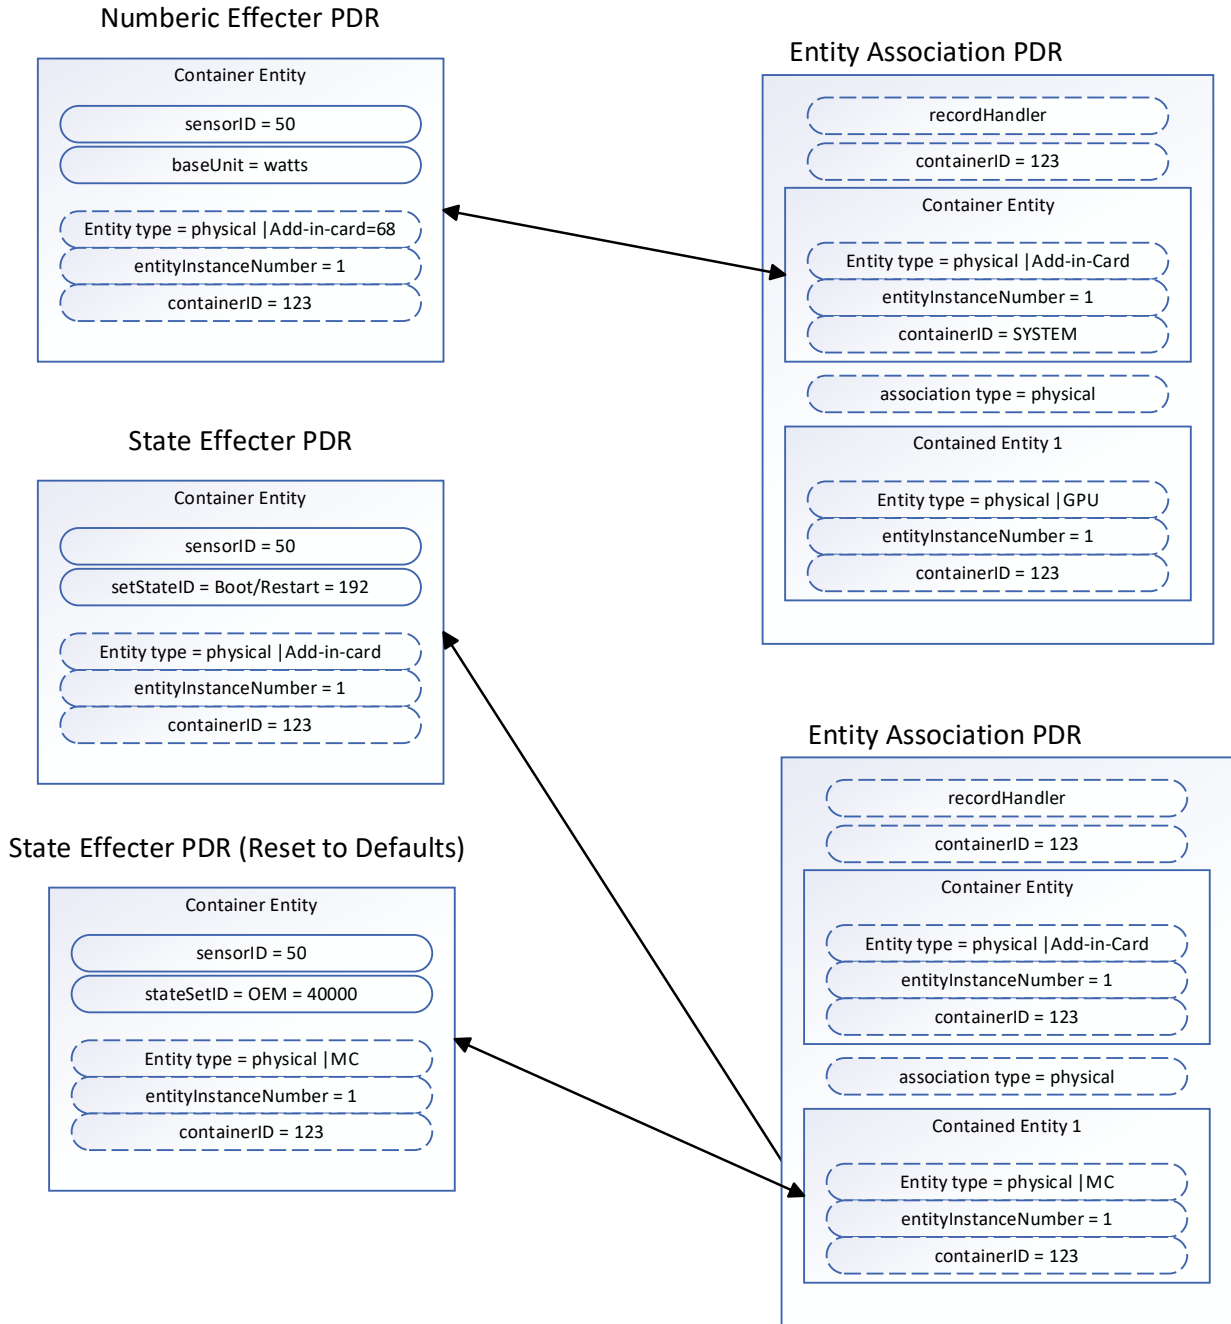 Numberic Effecter PDR
Container Entity
sensorID = 50
baseUnit = watts
Entity type = physical |Add-in-card=68
entityInstanceNumber = 1
containerID = 123
Entity Association PDR
recordHandler
containerID = 123
Container Entity
Entity type = physical |Add-in-Card
entityInstanceNumber = 1
containerID = SYSTEM
association type = physical
Contained Entity 1
Entity type = physical |GPU
entityInstanceNumber = 1
containerID = 123
State Effecter PDR
Container Entity
sensorID = 50
setStateID = Boot/Restart = 192
Entity type = physical |Add-in-card
entityInstanceNumber = 1
containerID = 123
State Effecter PDR (Reset to Defaults)
Container Entity
sensorID = 50
stateSetID = OEM = 40000
Entity type = physical |MC
entityInstanceNumber = 1
containerID = 123
Entity Association PDR
recordHandler
containerID = 123
Container Entity
Entity type = physical |Add-in-Card
entityInstanceNumber = 1
containerID = 123
association type = physical
Contained Entity 1
Entity type = physical |MC
entityInstanceNumber = 1
containerID = 123